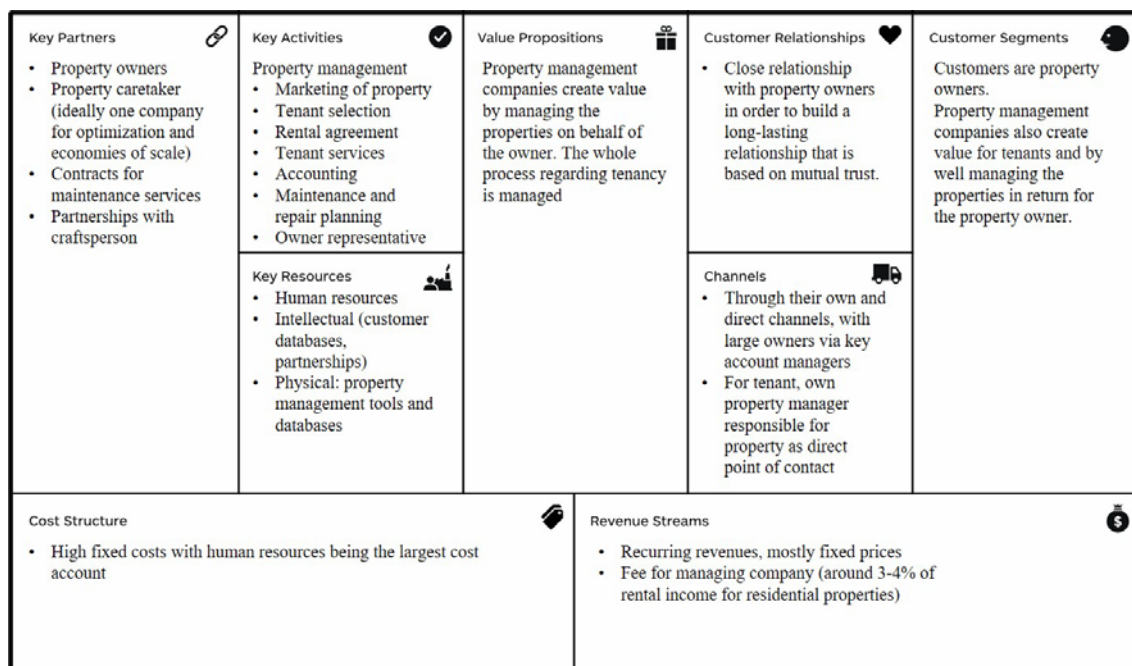 Key Partners
• Property owners
• Property caretaker
(ideally one company
for optimization and
economies of scale)
• Contracts for
maintenance services
• Partnerships with
craftsperson
Key Activities
Property management
• Marketing of property
• Tenant selection
• Rental agreement
• Tenant services
• Accounting
• Maintenance and
repair planning
• Owner representative
Key Resources
• Human resources
• Intellectual (customer
databases,
partnerships)
• Physical: property
management tools and
databases
Value Propositions
Property management
companies create value
by managing the
properties on behalf of
the owner. The whole
process regarding tenancy
is managed
Customer Relationships
• Close relationship
with property owners
in order to build a
long-lasting
relationship that is
based on mutual trust.
Channels
• Through their own and
direct channels, with
large owners via key
account managers
• For tenant, own
property manager
responsible for
property as direct
point of contact
Customer Segments
Customers are property
owners.
Property management
companies also create
value for tenants and by
well managing the
properties in return for
the property owner.
Cost Structure
• High fixed costs with human resources being the largest cost
account
Revenue Streams
$
• Recurring revenues, mostly fixed prices
• Fee for managing company (around 3-4% of
rental income for residential properties)